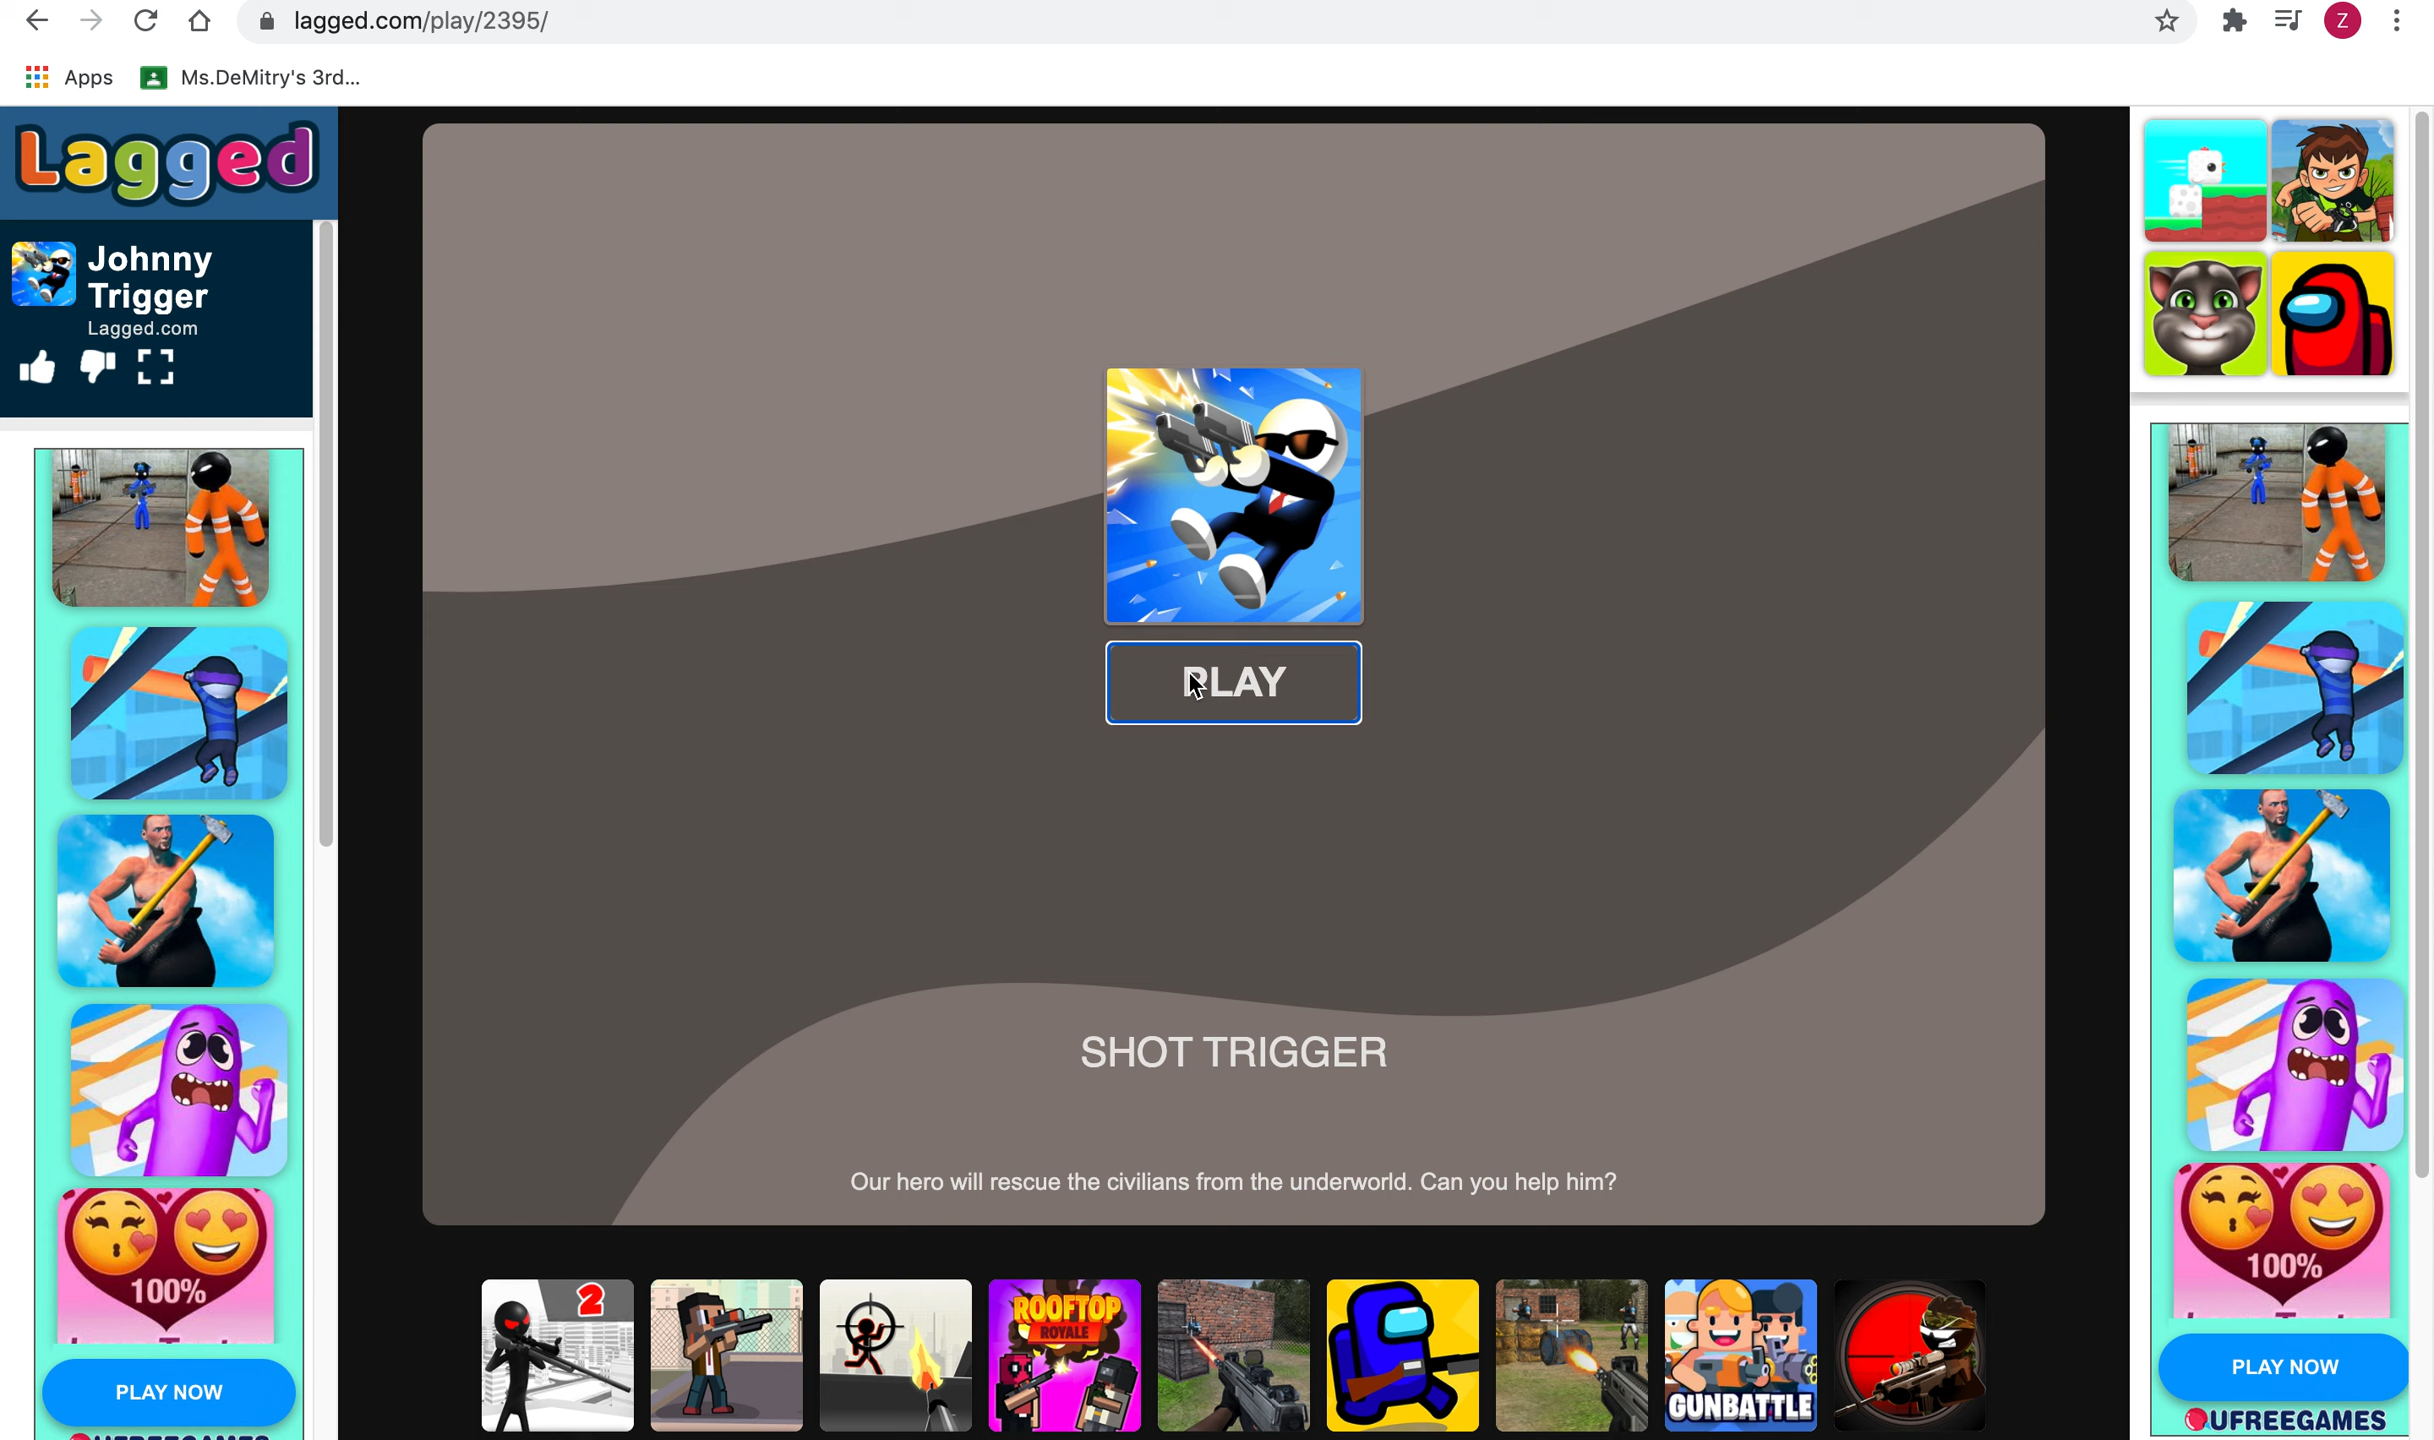 lagged.com/play/2395/
Z
Apps
Ms.DeMitry's 3rd...
Lagged
Johnny
Trigger
Lagged.com
PLAY
SHOT TRIGGER
Our hero will rescue the civilians from the underworld. Can you help him?
100%
PLAY NOW
2
ROOFTOP
ROYALE
GUNBATTLE
100%
PLAY NOW
UFREEGAMES